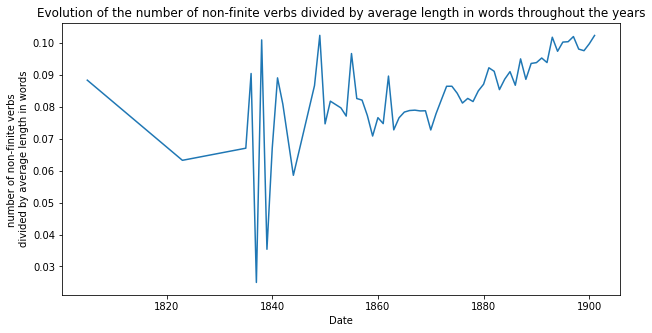 Evolution of the number of non-finite verbs divided by average length in words throughout the years
number of non-finite verbs
divided by average length in words
0.10
0.09
0.08
0.07
0.06
0.05
0.04
0.03
1820 1840 1860 1880 1900
Date